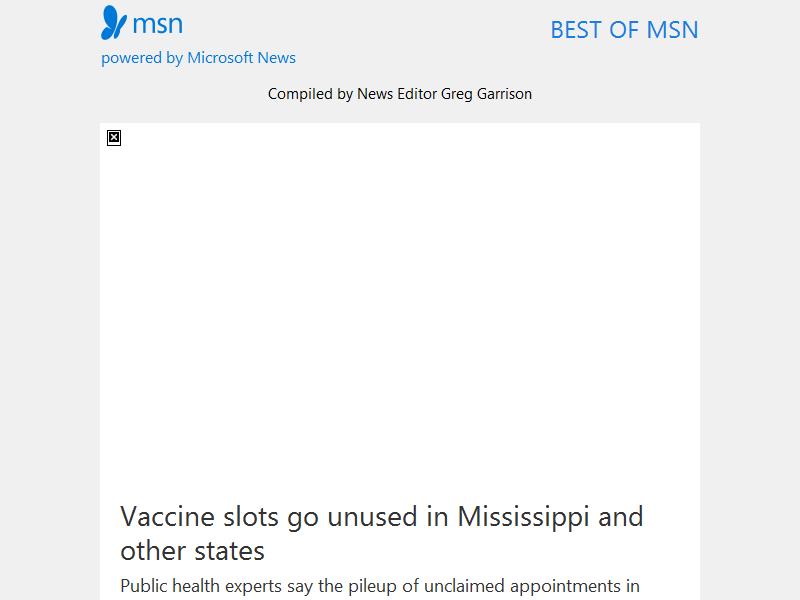 msn
BEST OF MSN
powered by Microsoft News
Compiled by News Editor Greg Garrison
Vaccine slots go unused in Mississippi and
other states
Public health experts say the pileup of unclaimed appointments in